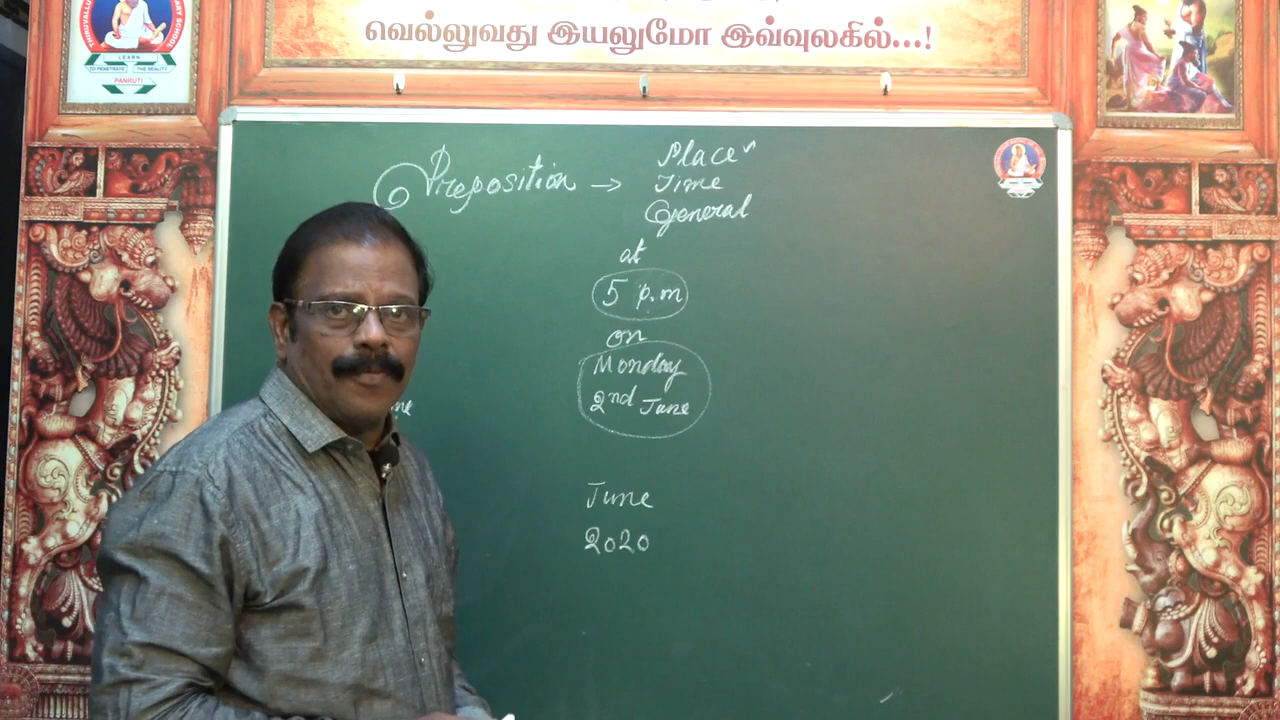 வெல்லுவது இயலுமோ இவ்வுலகில்...!
LEARN
TO PENETRATE THE REALITY
PANRUTI
Preposition → Place
Time
General
at
5 p.m
on
Monday
2nd June
June
2020